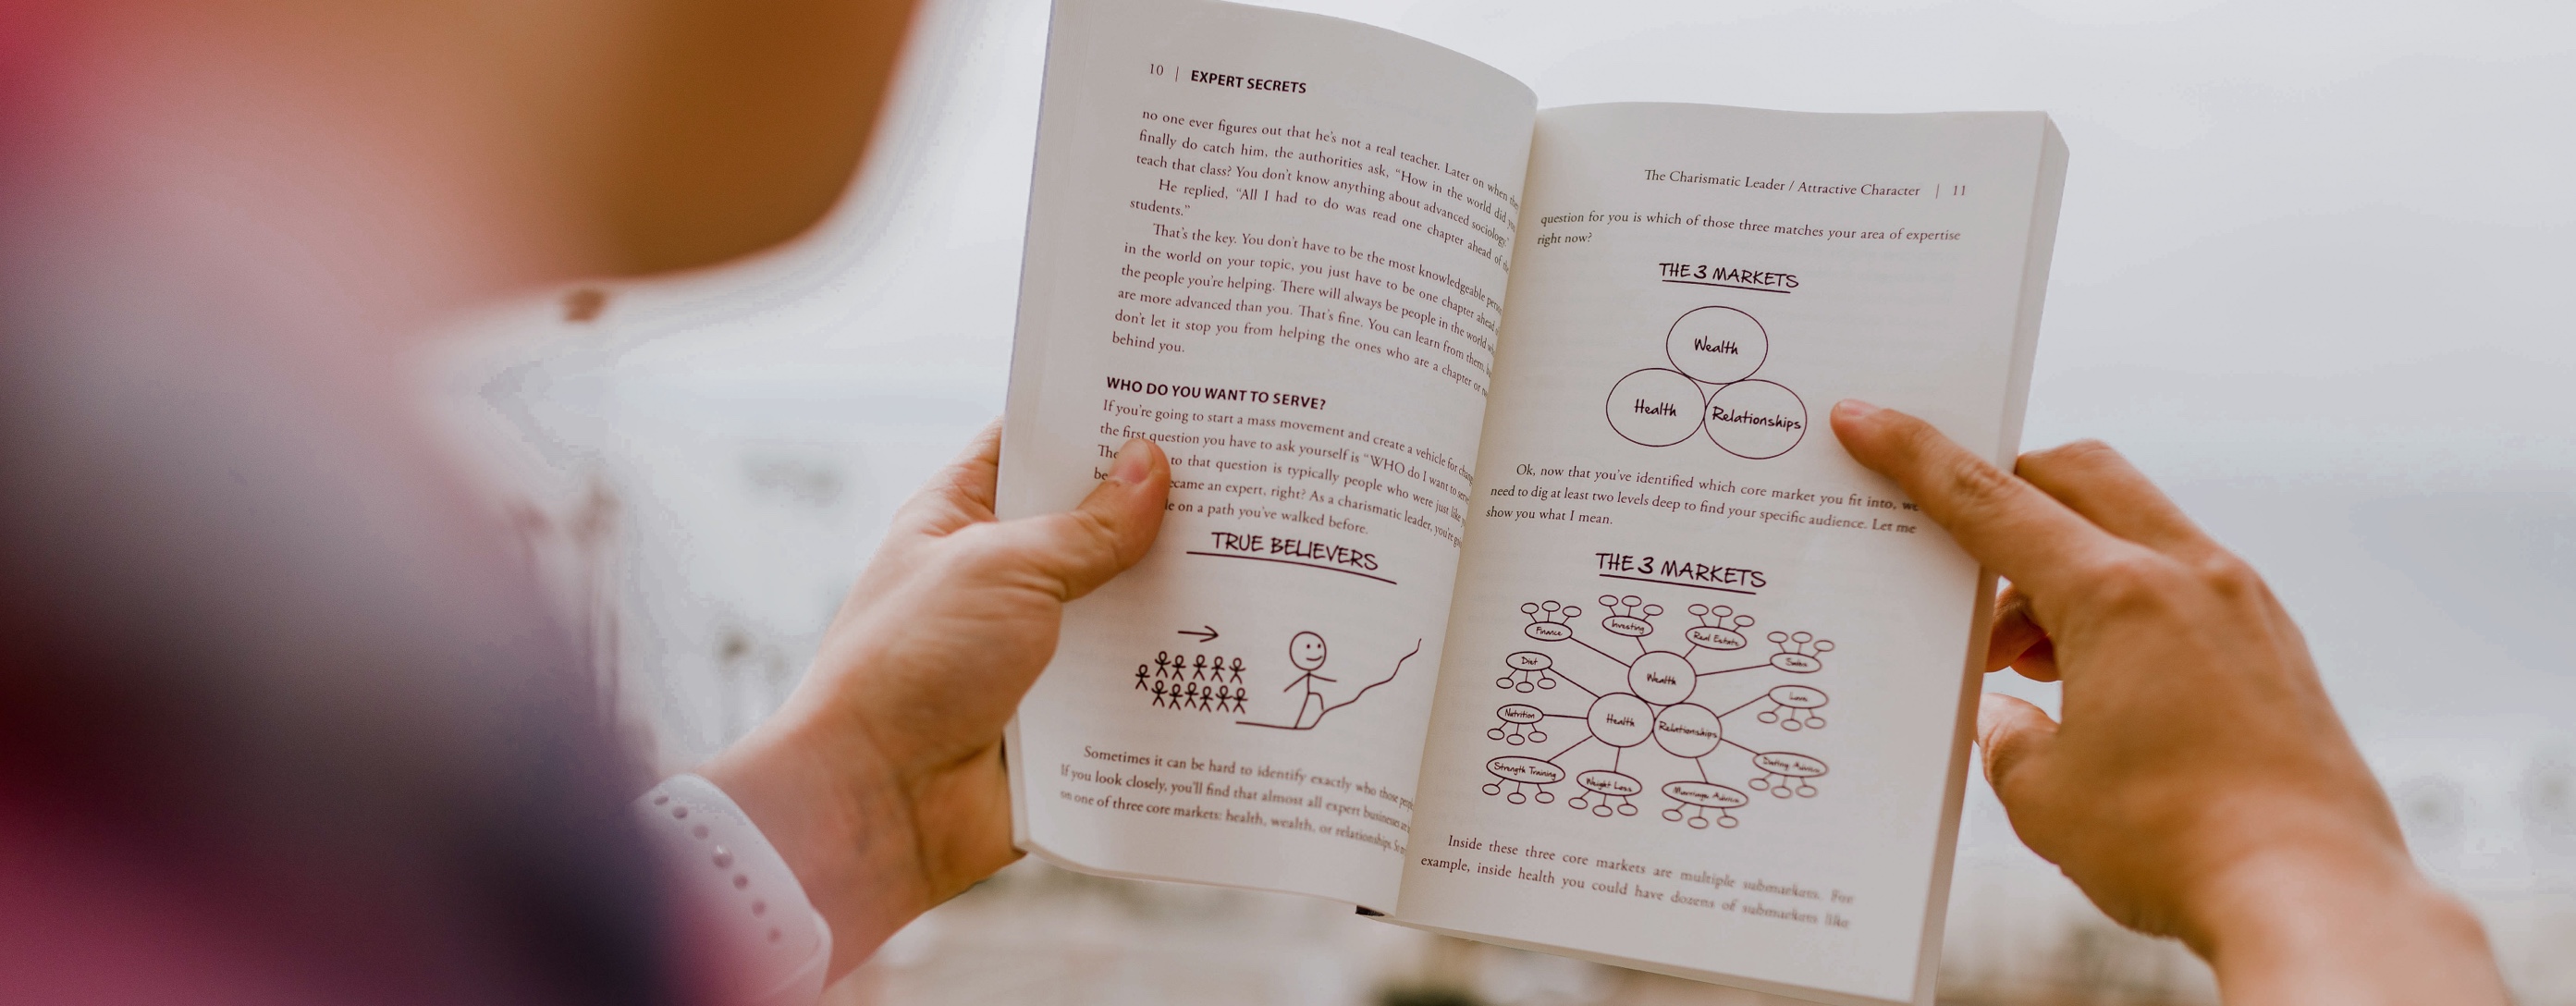 10 | EXPERT SECRETS
no one ever figures out that he's not a real teacher. Later on when they
finally do catch him, the authorities ask, "How in the world did you
teach that class? You don't know anything about advanced sociology."
He replied, "All I had to do was read one chapter ahead of the
students."
That's the key. You don't have to be the most knowledgeable person
in the world on your topic, you just have to be one chapter ahead of
the people you're helping. There will always be people in the world who
are more advanced than you. That's fine. You can learn from them, but
don't let it stop you from helping the ones who are a chapter or two
behind you.
WHO DO YOU WANT TO SERVE?
If you're going to start a mass movement and create a vehicle for change,
the first question you have to ask yourself is "WHO do I want to serve
The to that question is typically people who were just like
be became an expert, right? As a charismatic leader, you're
on a path you've walked before.
TRUE BELIEVERS
Sometimes it can be hard to identify exactly who those people
If you look closely, you'll find that almost all expert businesses
on one of three core markets: health, wealth, or relationships. So
The Charismatic Leader / Attractive Character | 11
question for you is which of those three matches your area of expertise
right now?
THE 3 MARKETS
Wealth
Health
Relationships
Ok, now that you've identified which core market you fit into, we
need to dig at least two levels deep to find your specific audience. Let me
show you what I mean.
THE 3 MARKETS
Finance
Investing
Real Estate
Sales
Diet
Wealth
Love
Nutrition
Health
Relationships
Strength Training
Weight Loss
Marriage Advice
Dating Advice
Inside these three core markets are multiple submarkets. For
example, inside health you could have dozens of submarkets like